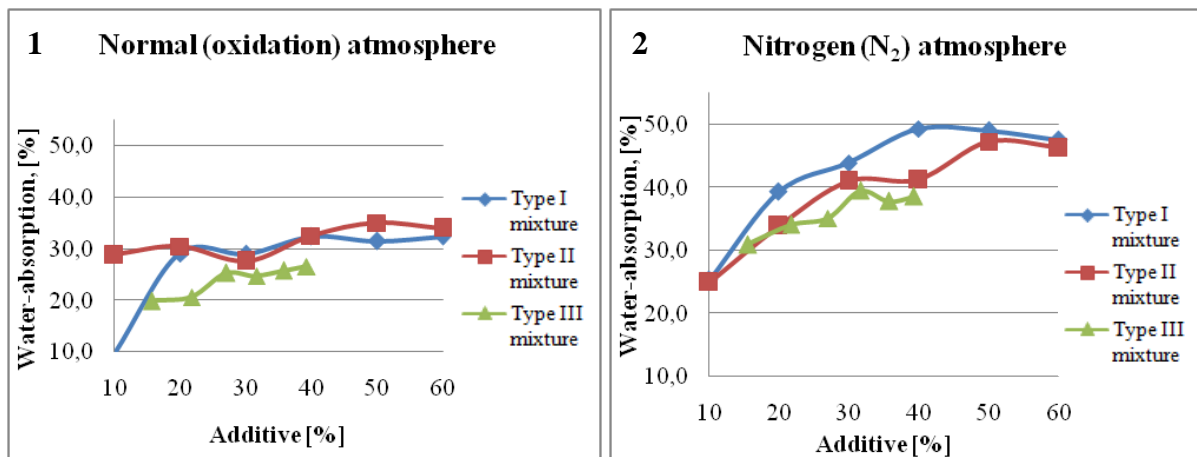 1 Normal (oxidation) atmosphere
Water-absorption, [%]
50,0
40,0
30,0
20,0
10,0
10 20 30 40 50 60
Additive [%]
Type I
mixture
Type II
mixture
Type III
mixture
2 Nitrogen (N₂) atmosphere
Water-absorption, [%]
50,0
40,0
30,0
20,0
10,0
10 20 30 40 50 60
Additive [%]
Type I
mixture
Type II
mixture
Type III
mixture